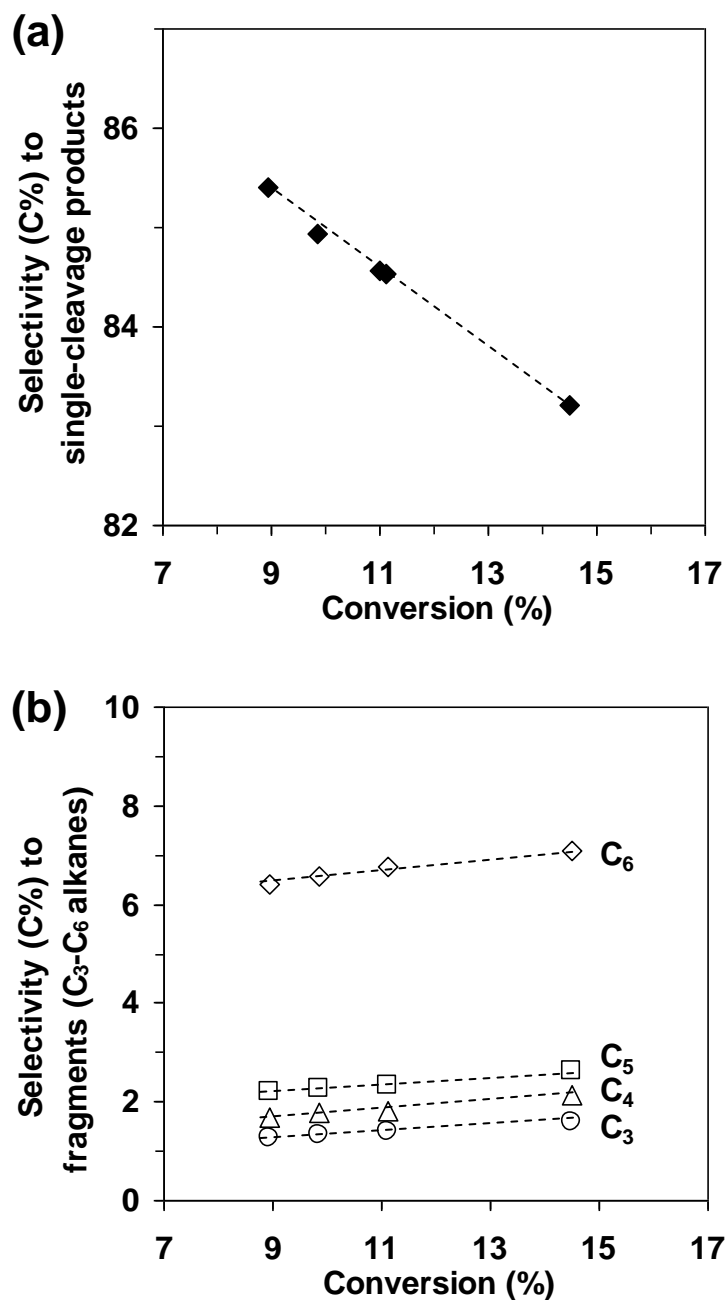 (a)
Selectivity (C%) to
single-cleavage products
86
84
82
7 9 11 13 15 17
Conversion (%)
(b)
Selectivity (C%) to
fragments (C₃-C₆ alkanes)
10
8
6
4
2
0
C₆
C₅
C₄
C₃
7 9 11 13 15 17
Conversion (%)